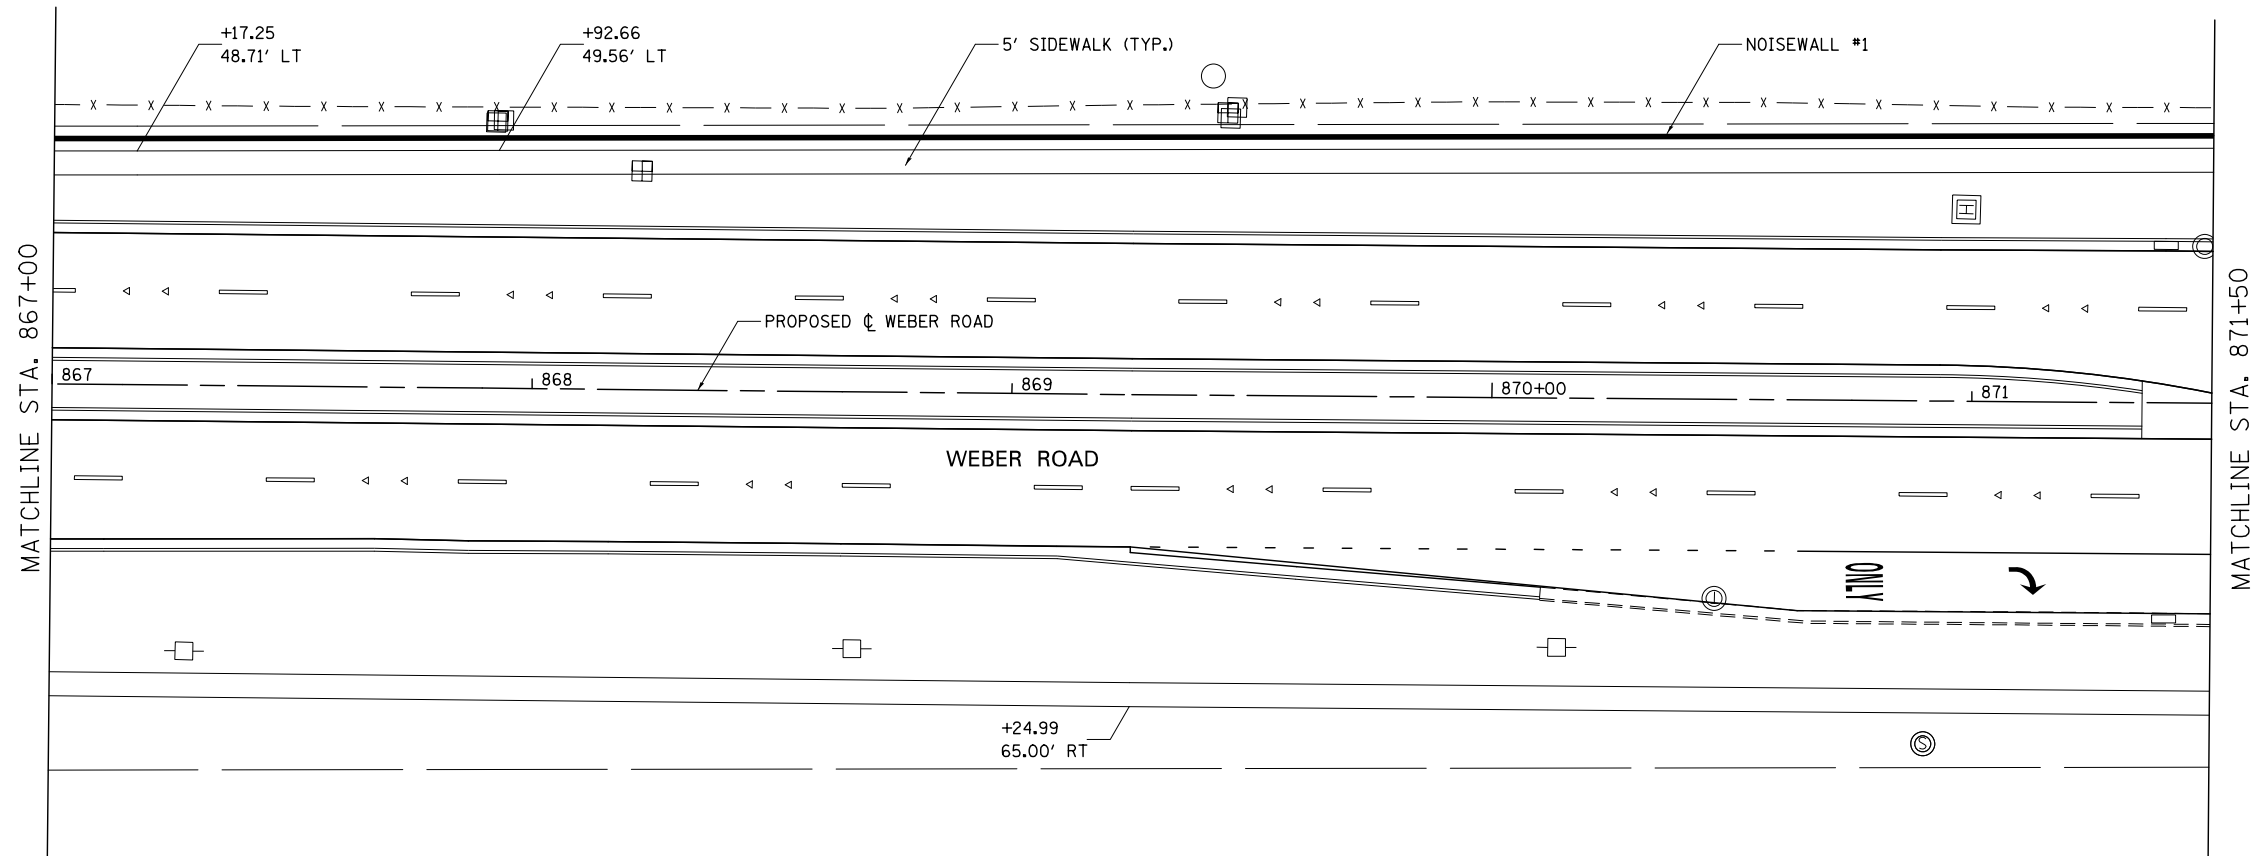 +17.25
48.71' LT
+92.66
49.56' LT
5' SIDEWALK (TYP.)
NOISEWALL #1
H
MATCHLINE STA. 867+00
MATCHLINE STA. 871+50
PROPOSED ℄ WEBER ROAD
867
868
869
870+00
871
WEBER ROAD
ONLY
+24.99
65.00' RT
S